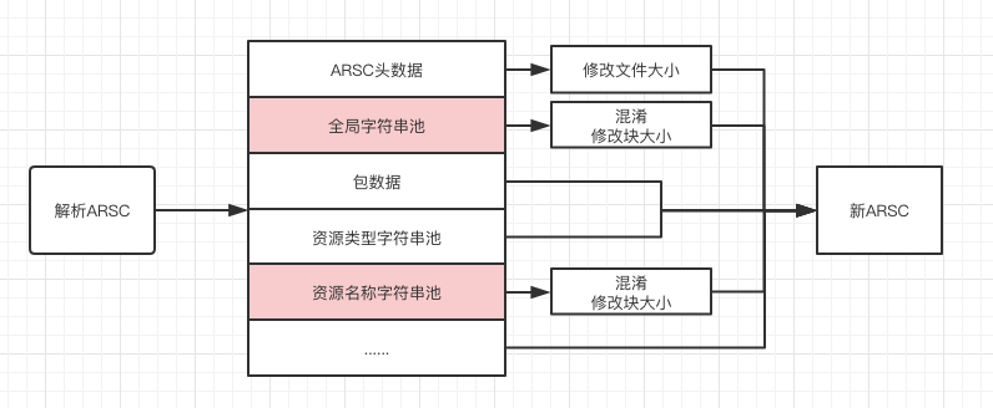 解析ARSC
ARSC头数据
全局字符串池
包数据
资源类型字符串池
资源名称字符串池
......
修改文件大小
混淆
修改块大小
混淆
修改块大小
新ARSC